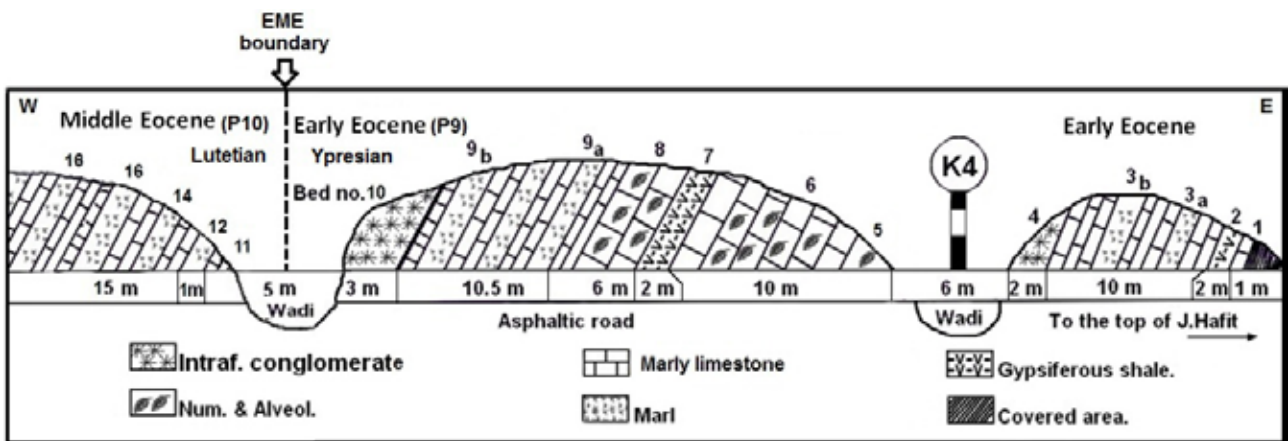 EME
boundary
W
E
Middle Eocene (P10)
Early Eocene (P9)
Early Eocene
Lutetian
Ypresian
Bed no.10
16
16
14
12
11
9b
9a
8
7
6
5
K4
4
3b
3a
2
1
15 m
1m
5 m
3 m
10.5 m
6 m
2 m
10 m
6 m
2 m
10 m
2 m
1 m
Wadi
Asphaltic road
Wadi
To the top of J.Hafit
Intraf. conglomerate
Marly limestone
Gypsiferous shale.
Num. & Alveol.
Marl
Covered area.